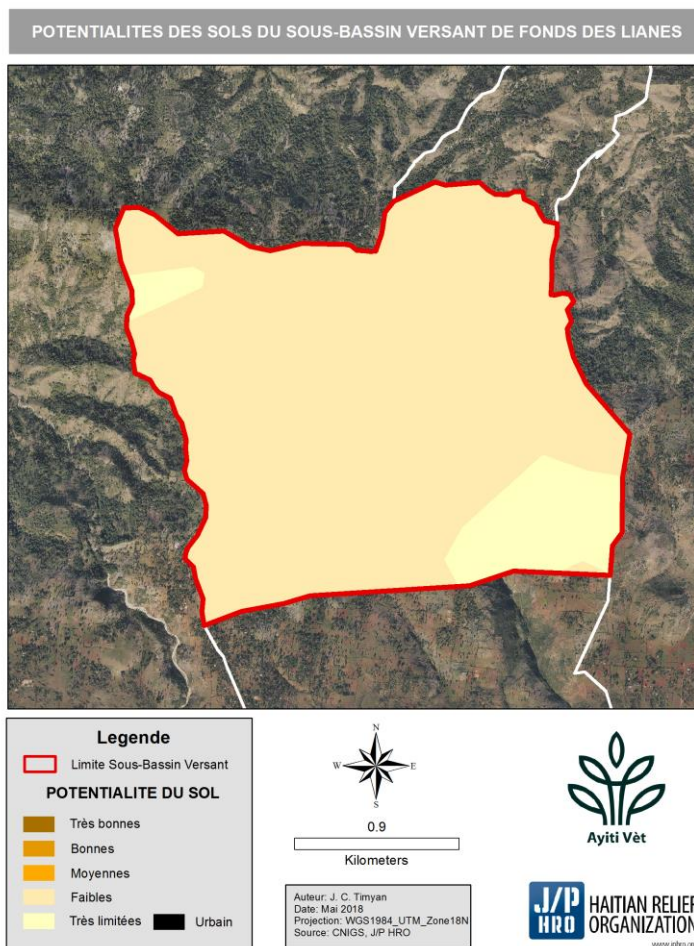 POTENTIALITES DES SOLS DU SOUS-BASSIN VERSANT DE FONDS DES LIANES
Legende
Limite Sous-Bassin Versant
POTENTIALITE DU SOL
Très bonnes
Bonnes
Moyennes
Faibles
Très limitées
Urbain
N
W
E
S
0.9
Kilometers
Auteur: J. C. Timyan
Date: Mai 2018
Projection: WGS1984_UTM_Zone18N
Source: CNIGS, J/P HRO
Ayiti Vèt
J/P
HRO
HAITIAN RELIEF
ORGANIZATION